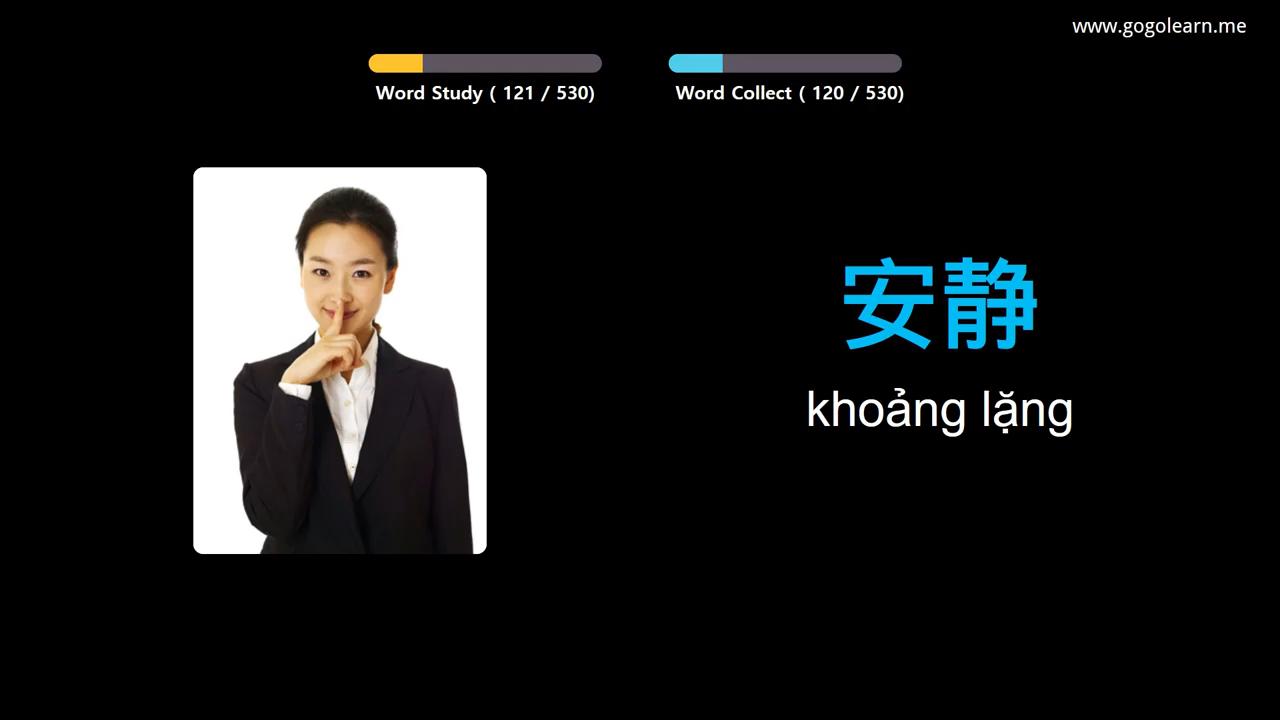 www.gogolearn.me
Word Study ( 121 / 530)
Word Collect ( 120 / 530)
安静
khoảng lặng